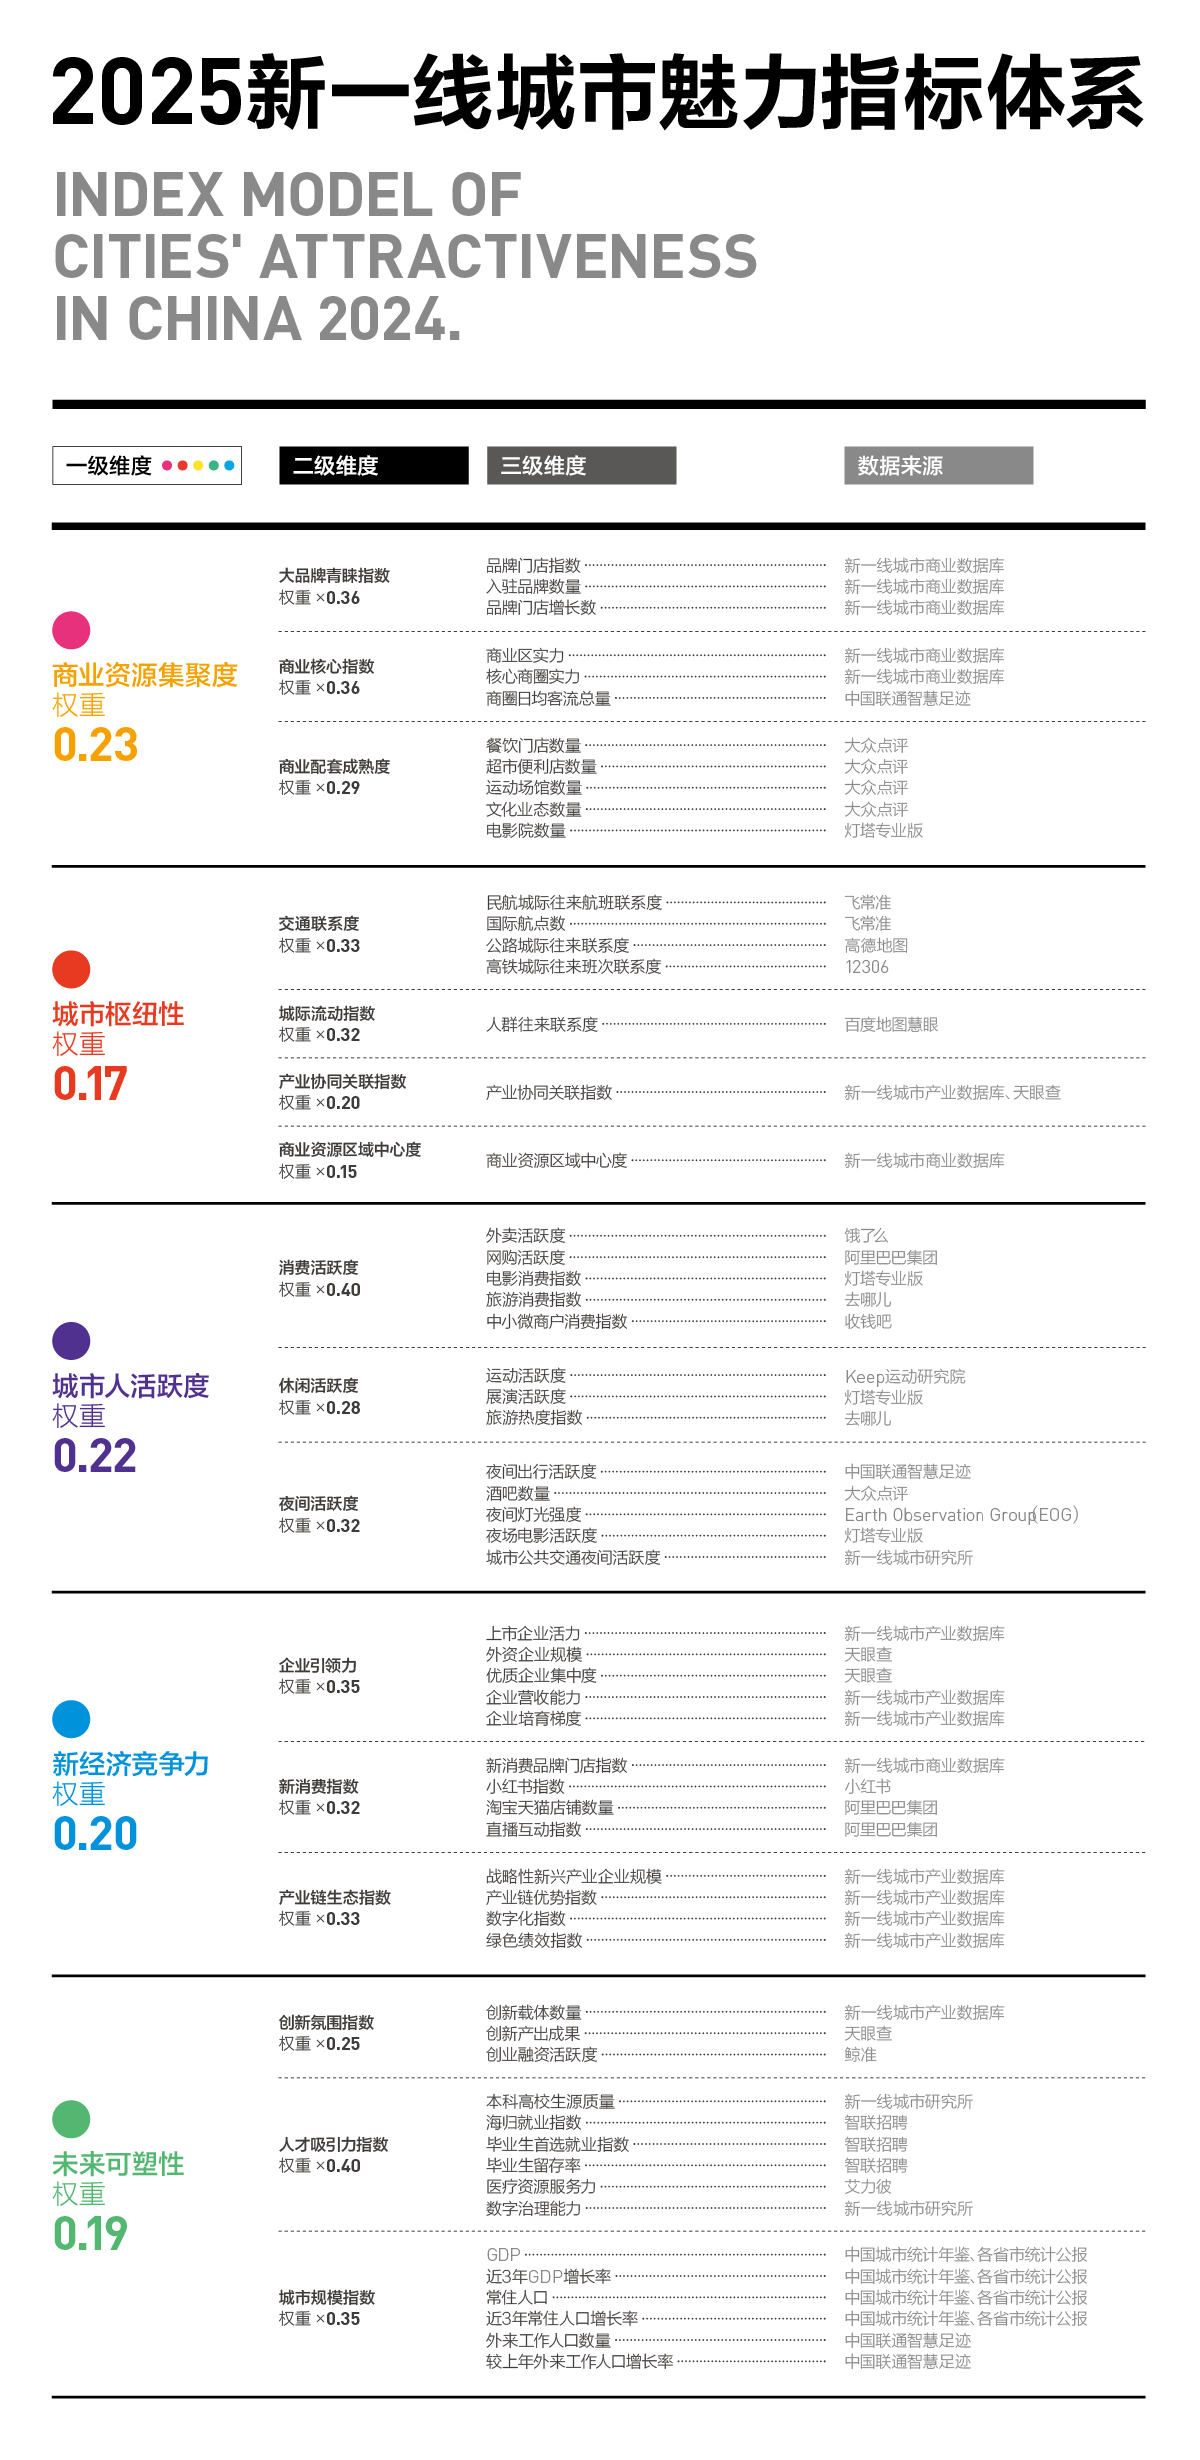 2025新一线城市魅力指标体系
INDEX MODEL OF
CITIES' ATTRACTIVENESS
IN CHINA 2024.
一级维度 二级维度 三级维度 数据来源
商业资源集聚度
权重
0.23
大品牌青睐指数
权重 ×0.36
品牌门店指数 新一线城市商业数据库
入驻品牌数量 新一线城市商业数据库
品牌门店增长数 新一线城市商业数据库
商业核心指数
权重 ×0.36
商业区实力 新一线城市商业数据库
核心商圈实力 新一线城市商业数据库
商圈日均客流总量 中国联通智慧足迹
商业配套成熟度
权重 ×0.29
餐饮门店数量 大众点评
超市便利店数量 大众点评
运动场馆数量 大众点评
文化业态数量 大众点评
电影院数量 灯塔专业版
城市枢纽性
权重
0.17
交通联系度
权重 ×0.33
民航城际往来航班联系度 飞常准
国际航点数 飞常准
公路城际往来联系度 高德地图
高铁城际往来班次联系度 12306
城际流动指数
权重 ×0.32
人群往来联系度 百度地图慧眼
产业协同关联指数
权重 ×0.20
产业协同关联指数 新一线城市产业数据库、天眼查
商业资源区域中心度
权重 ×0.15
商业资源区域中心度 新一线城市商业数据库
城市人活跃度
权重
0.22
消费活跃度
权重 ×0.40
外卖活跃度 饿了么
网购活跃度 阿里巴巴集团
电影消费指数 灯塔专业版
旅游消费指数 去哪儿
中小微商户消费指数 收钱吧
休闲活跃度
权重 ×0.28
运动活跃度 Keep运动研究院
展演活跃度 灯塔专业版
旅游热度指数 去哪儿
夜间活跃度
权重 ×0.32
夜间出行活跃度 中国联通智慧足迹
酒吧数量 大众点评
夜间灯光强度 Earth Observation Group(EOG)
夜场电影活跃度 灯塔专业版
城市公共交通夜间活跃度 新一线城市研究所
新经济竞争力
权重
0.20
企业引领力
权重 ×0.35
上市企业活力 新一线城市产业数据库
外资企业规模 天眼查
优质企业集中度 天眼查
企业营收能力 新一线城市产业数据库
企业培育梯度 新一线城市产业数据库
新消费指数
权重 ×0.32
新消费品牌门店指数 新一线城市商业数据库
小红书指数 小红书
淘宝天猫店铺数量 阿里巴巴集团
直播互动指数 阿里巴巴集团
产业链生态指数
权重 ×0.33
战略性新兴产业企业规模 新一线城市产业数据库
产业链优势指数 新一线城市产业数据库
数字化指数 新一线城市产业数据库
绿色绩效指数 新一线城市产业数据库
未来可塑性
权重
0.19
创新氛围指数
权重 ×0.25
创新载体数量 新一线城市产业数据库
创新产出成果 天眼查
创业融资活跃度 鲸准
人才吸引力指数
权重 ×0.40
本科高校生源质量 新一线城市研究所
海归就业指数 智联招聘
毕业生首选就业指数 智联招聘
毕业生留存率 智联招聘
医疗资源服务力 艾力彼
数字治理能力 新一线城市研究所
城市规模指数
权重 ×0.35
GDP 中国城市统计年鉴、各省市统计公报
近3年GDP增长率 中国城市统计年鉴、各省市统计公报
常住人口 中国城市统计年鉴、各省市统计公报
近3年常住人口增长率 中国城市统计年鉴、各省市统计公报
外来工作人口数量 中国联通智慧足迹
较上年外来工作人口增长率 中国联通智慧足迹